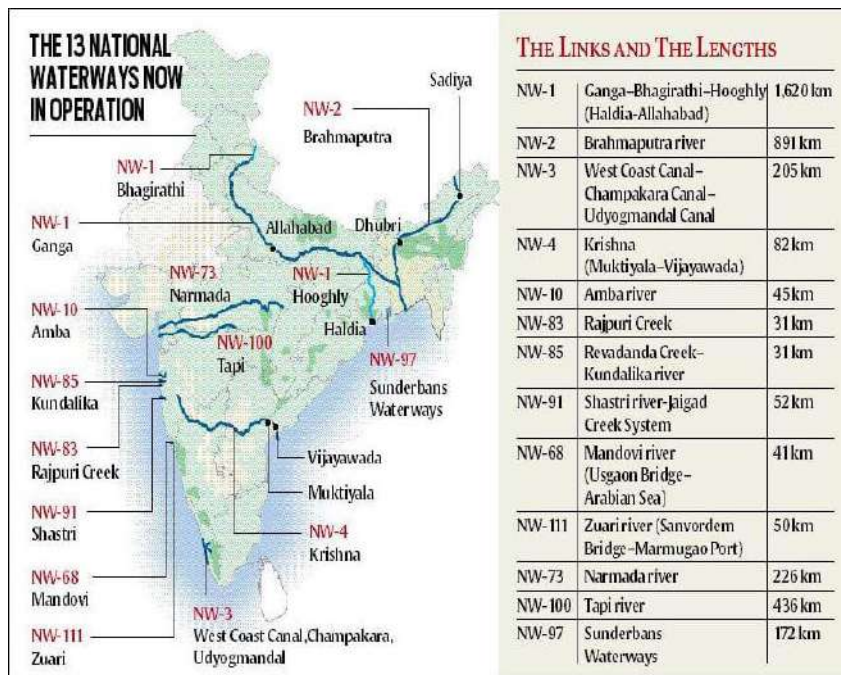 THE 13 NATIONAL
WATERWAYS NOW
IN OPERATION
Sadiya
NW-2
Brahmaputra
NW-1
Bhagirathi
NW-1
Ganga
Allahabad
Dhubri
NW-73
Narmada
NW-1
Hooghly
NW-10
Amba
NW-100
Tapi
Haldia
NW-97
Sunderbans
Waterways
NW-85
Kundalika
NW-83
Rajpuri Creek
Vijayawada
Muktiyala
NW-91
Shastri
NW-4
Krishna
NW-68
Mandovi
NW-3
West Coast Canal,Champakara,
Udyogmandal
NW-111
Zuari
THE LINKS AND THE LENGTHS
NW-1 Ganga–Bhagirathi–Hooghly 1,620 km
(Haldia-Allahabad)
NW-2 Brahmaputra river 891 km
NW-3 West Coast Canal– 205 km
Champakara Canal–
Udyogmandal Canal
NW-4 Krishna 82 km
(Muktiyala–Vijayawada)
NW-10 Amba river 45 km
NW-83 Rajpuri Creek 31 km
NW-85 Revadanda Creek– 31 km
Kundalika river
NW-91 Shastri river-Jaigad 52 km
Creek System
NW-68 Mandovi river 41 km
(Usgaon Bridge–
Arabian Sea)
NW-111 Zuari river (Sanvordem 50 km
Bridge–Marmugao Port)
NW-73 Narmada river 226 km
NW-100 Tapi river 436 km
NW-97 Sunderbans 172 km
Waterways